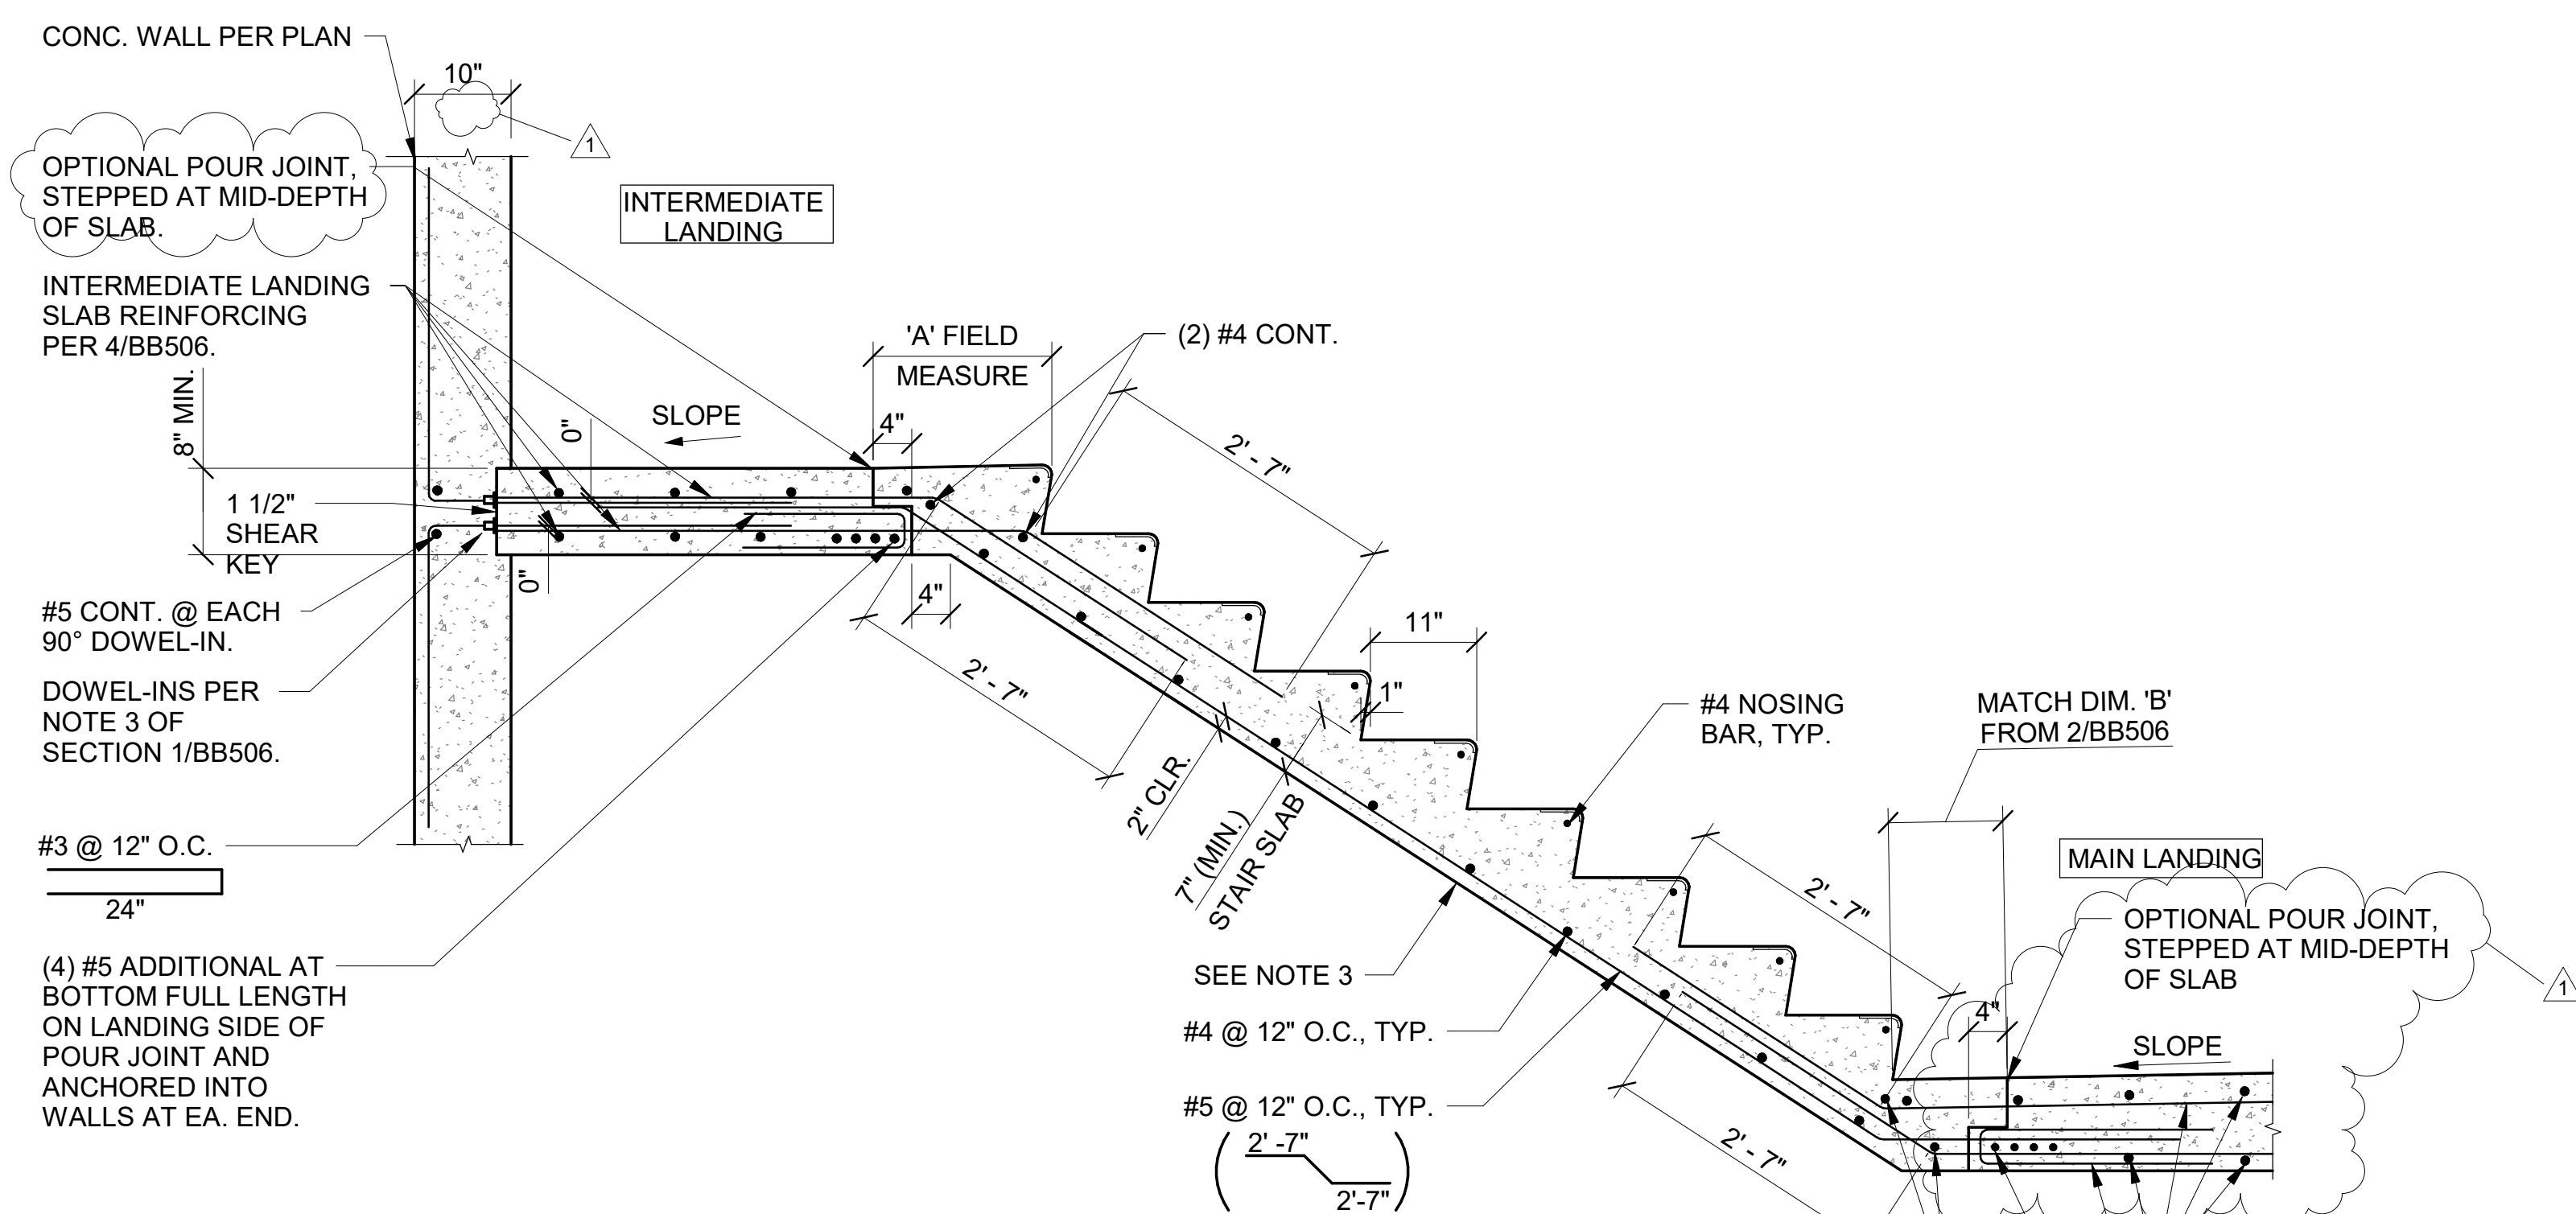 CONC. WALL PER PLAN
10"
1
OPTIONAL POUR JOINT,
STEPPED AT MID-DEPTH
OF SLAB.
INTERMEDIATE
LANDING
INTERMEDIATE LANDING
SLAB REINFORCING
PER 4/BB506.
8" MIN.
'A' FIELD
MEASURE
(2) #4 CONT.
SLOPE
4"
0"
2' - 7"
1 1/2"
SHEAR
KEY
0"
4"
#5 CONT. @ EACH
90° DOWEL-IN.
2' - 7"
11"
1"
DOWEL-INS PER
NOTE 3 OF
SECTION 1/BB506.
#4 NOSING
BAR, TYP.
MATCH DIM. 'B'
FROM 2/BB506
2" CLR.
7" (MIN.)
STAIR SLAB
#3 @ 12" O.C.
24"
2' - 7"
MAIN LANDING
OPTIONAL POUR JOINT,
STEPPED AT MID-DEPTH
OF SLAB
1
(4) #5 ADDITIONAL AT
BOTTOM FULL LENGTH
ON LANDING SIDE OF
POUR JOINT AND
ANCHORED INTO
WALLS AT EA. END.
SEE NOTE 3
4"
SLOPE
#4 @ 12" O.C., TYP.
#5 @ 12" O.C., TYP.
2' -7"
2'-7"
2' - 7"